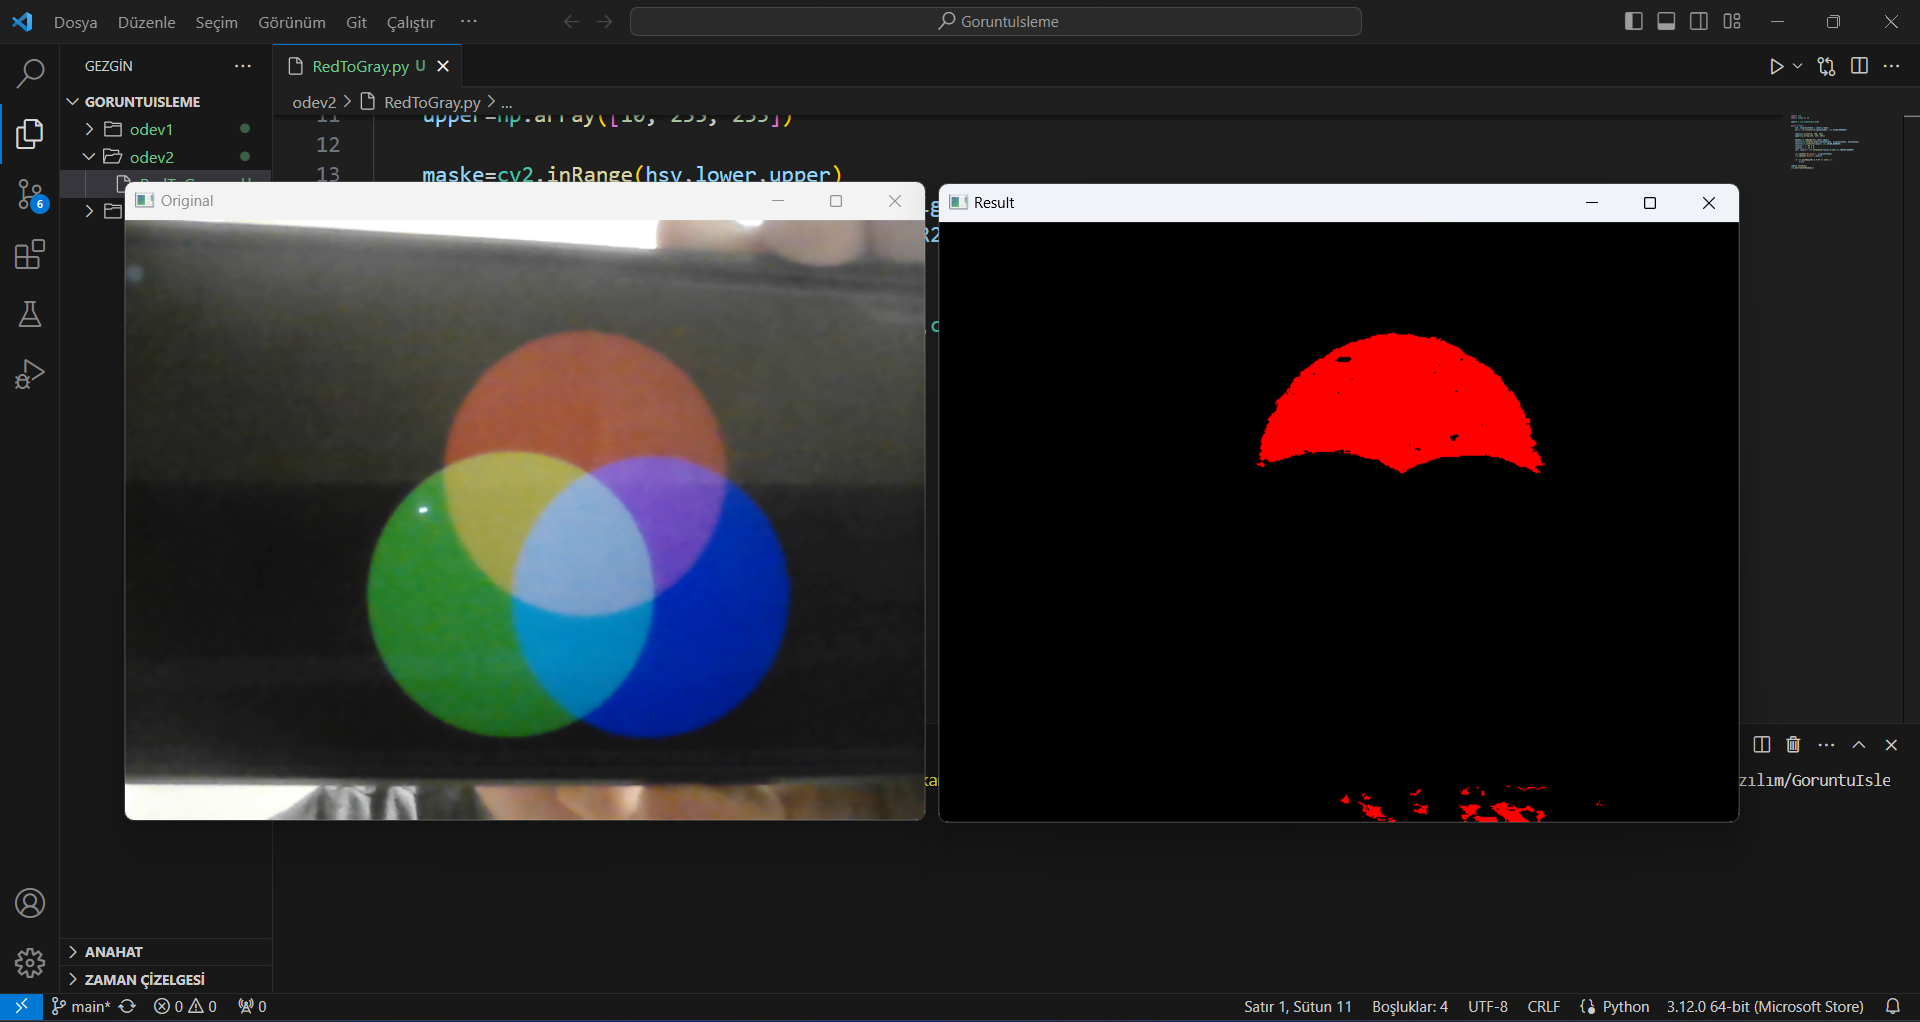 Dosya Düzenle Seçim Görünüm Git Çalıştır ··· GoruntuIsleme
GEZGİN ···
GORUNTUISLEME
odev1
odev2
RedToGray.py U
odev2 > RedToGray.py > ...
11 upper=np.array([10, 255, 255])
12
13 maske=cv2.inRange(hsv,lower,upper)
Original
Result
zılım/GoruntuIsle
ANAHAT
ZAMAN ÇİZELGESİ
6
main* 0 0 0 Satır 1, Sütun 11 Boşluklar: 4 UTF-8 CRLF Python 3.12.0 64-bit (Microsoft Store)